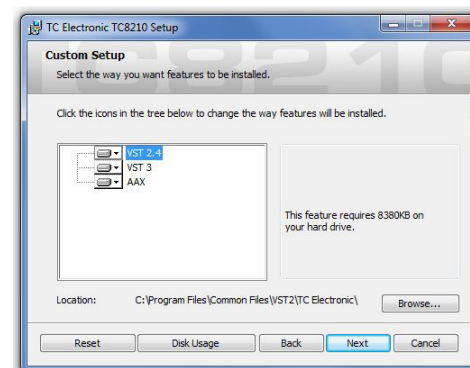 TC Electronic TC8210 Setup
Custom Setup
Select the way you want features to be installed.
TC8210
Click the icons in the tree below to change the way features will be installed.
VST 2.4
VST 3
AAX
This feature requires 8380KB on
your hard drive.
Location: C:\Program Files\Common Files\VST2\TC Electronic\ Browse...
Reset Disk Usage Back Next Cancel